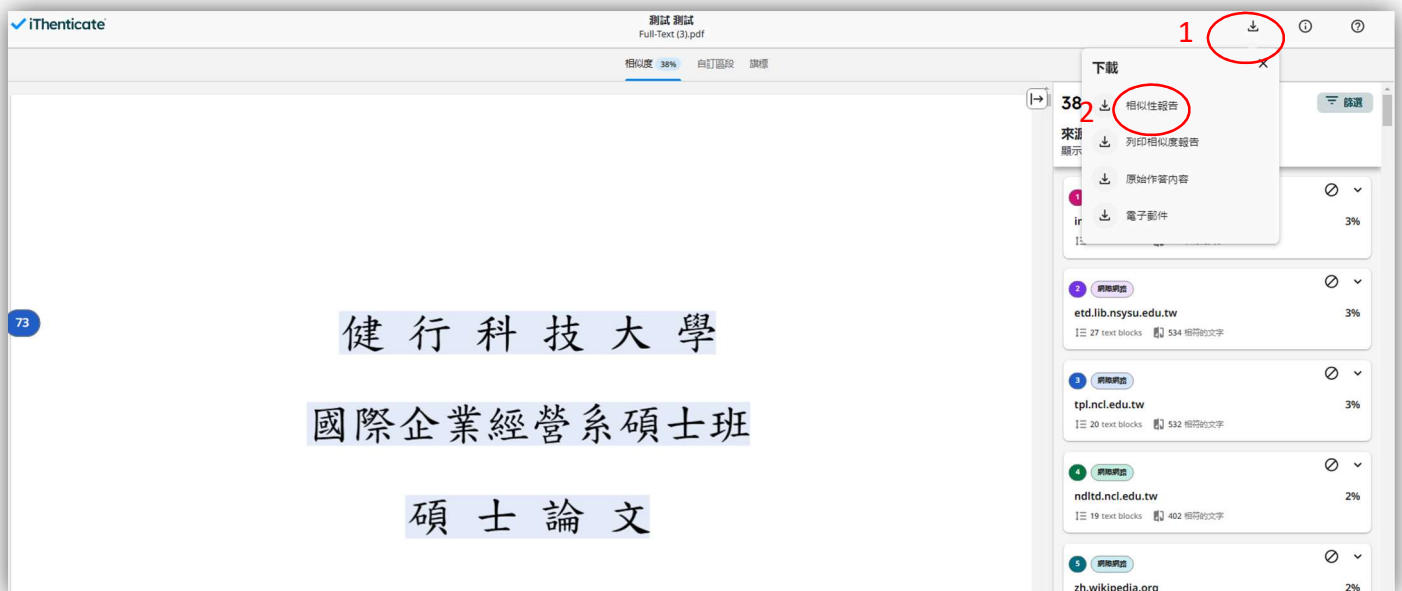 iThenticate
測試 測試
Full-Text (3).pdf
1
相似度 38% 自訂區段 旗標
下載
相似性報告
2
列印相似度報告
原始作答內容
電子郵件
38
篩選
來源
顯示
1
3%
2 網際網路
etd.lib.nsysu.edu.tw
3%
27 text blocks 534 相符的文字
3 網際網路
tpl.ncl.edu.tw
3%
20 text blocks 532 相符的文字
4 網際網路
ndltd.ncl.edu.tw
2%
19 text blocks 402 相符的文字
5 網際網路
zh.wikipedia.org
2%
73
健行科技大學
國際企業經營系碩士班
碩士論文